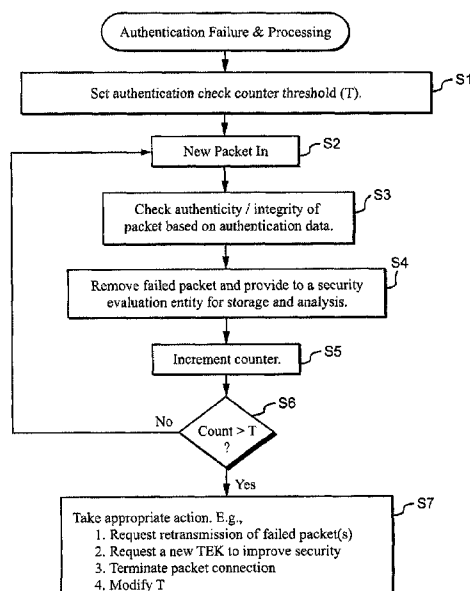 Authentication Failure & Processing
S1
Set authentication check counter threshold (T).
S2
New Packet In
S3
Check authenticity / integrity of
packet based on authentication data.
S4
Remove failed packet and provide to a security
evaluation entity for storage and analysis.
S5
Increment counter.
S6
No
Count > T
?
Yes
S7
Take appropriate action. E.g.,
1. Request retransmission of failed packet(s)
2. Request a new TEK to improve security
3. Terminate packet connection
4. Modify T